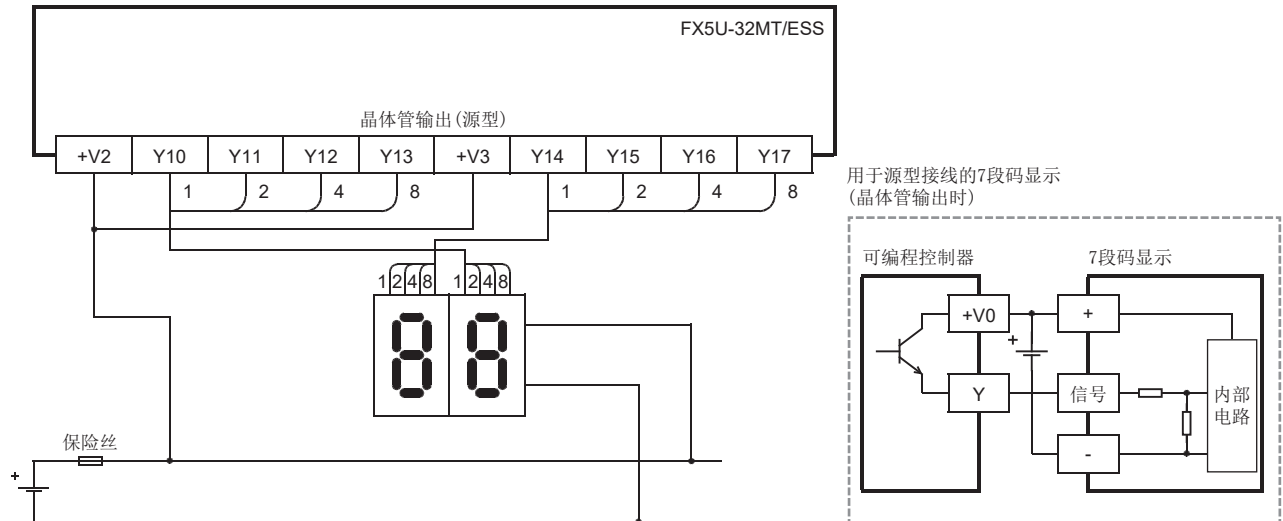 FX5U-32MT/ESS
晶体管输出(源型)
+V2 Y10 Y11 Y12 Y13 +V3 Y14 Y15 Y16 Y17
1 2 4 8 1 2 4 8
1 2 4 8 1 2 4 8
保险丝
+
用于源型接线的7段码显示
(晶体管输出时)
可编程控制器 7段码显示
+V0 +
+
Y 信号 内部
电路
-